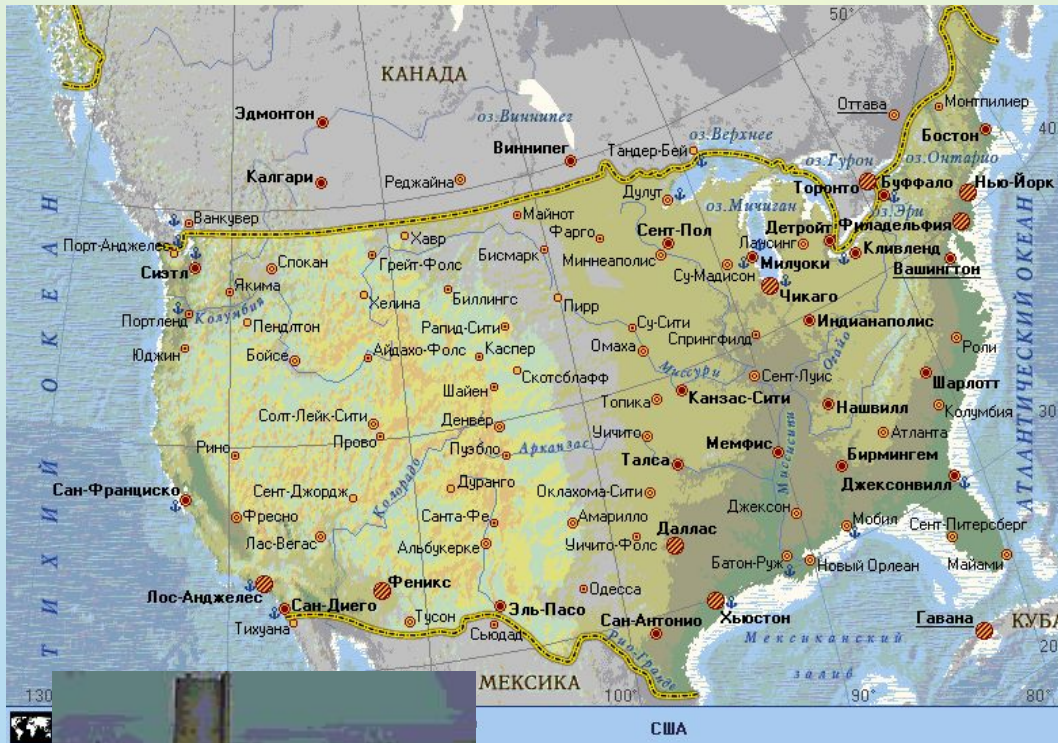 50°
КАНАДА
Оттава
Монтпилиер
Эдмонтон
оз.Виннипег
оз.Верхнее
40°
Бостон
Виннипег
Тандер-Бей
оз.Гурон
оз.Онтарио
Калгари
Реджайна
Торонто
Буффало
Нью-Йорк
Дулут
оз.Мичиган
оз.Эри
Ванкувер
Майнот
Детройт
Филадельфия
Порт-Анджелес
Хавр
Фарго
Сент-Пол
Лансинг
Кливленд
Сиэтл
Спокан
Грейт-Фолс
Бисмарк
Миннеаполис
Су-Мадисон
Милуоки
Вашингтон
Якима
Хелина
Биллингс
Пирр
Чикаго
Портленд
Колумбия
Пендлтон
Рапид-Сити
Су-Сити
Спрингфилд
Индианаполис
Роли
Юджин
Бойсе
Айдахо-Фолс
Каспер
Омаха
Огайо
Скотсблафф
Миссури
Сент-Луис
Шарлотт
Шайен
Топика
Канзас-Сити
Нашвилл
Колумбия
30
Солт-Лейк-Сити
Денвер
Уичито
Миссисипи
Атланта
Рино
Прово
Пуэбло
Арканзас
Мемфис
Бирмингем
Талса
Джексонвилл
Сан-Франциско
Сент-Джордж
Колорадо
Дуранго
Оклахома-Сити
Джексон
Фресно
Санта-Фе
Амарилло
Даллас
Мобил
Сент-Питерсберг
Лас-Вегас
Альбукерке
Уичито-Фолс
Батон-Руж
Новый Орлеан
Майами
Лос-Анджелес
Феникс
Одесса
Сан-Диего
Эль-Пасо
Хьюстон
Гавана
Тихуана
Тусон
Сьюдад
Сан-Антонио
Мексиканский
КУБА
Рио-Гранде
залив
20
МЕКСИКА
130
100°
90°
80°
ТИХИЙ ОКЕАН
АТЛАНТИЧЕСКИЙ ОКЕАН
США